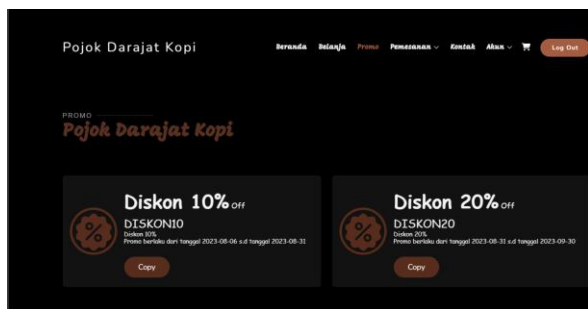 Pojok Darajat Kopi
Beranda Belanja Promo Pemesanan Kontak Akun Log Out
PROMO
Pojok Darajat Kopi
Diskon 10% Off
DISKON10
Diskon 10%
Promo berlaku dari tanggal 2023-08-06 s.d tanggal 2023-08-31
Copy
Diskon 20% Off
DISKON20
Diskon 20%
Promo berlaku dari tanggal 2023-08-31 s.d tanggal 2023-09-30
Copy